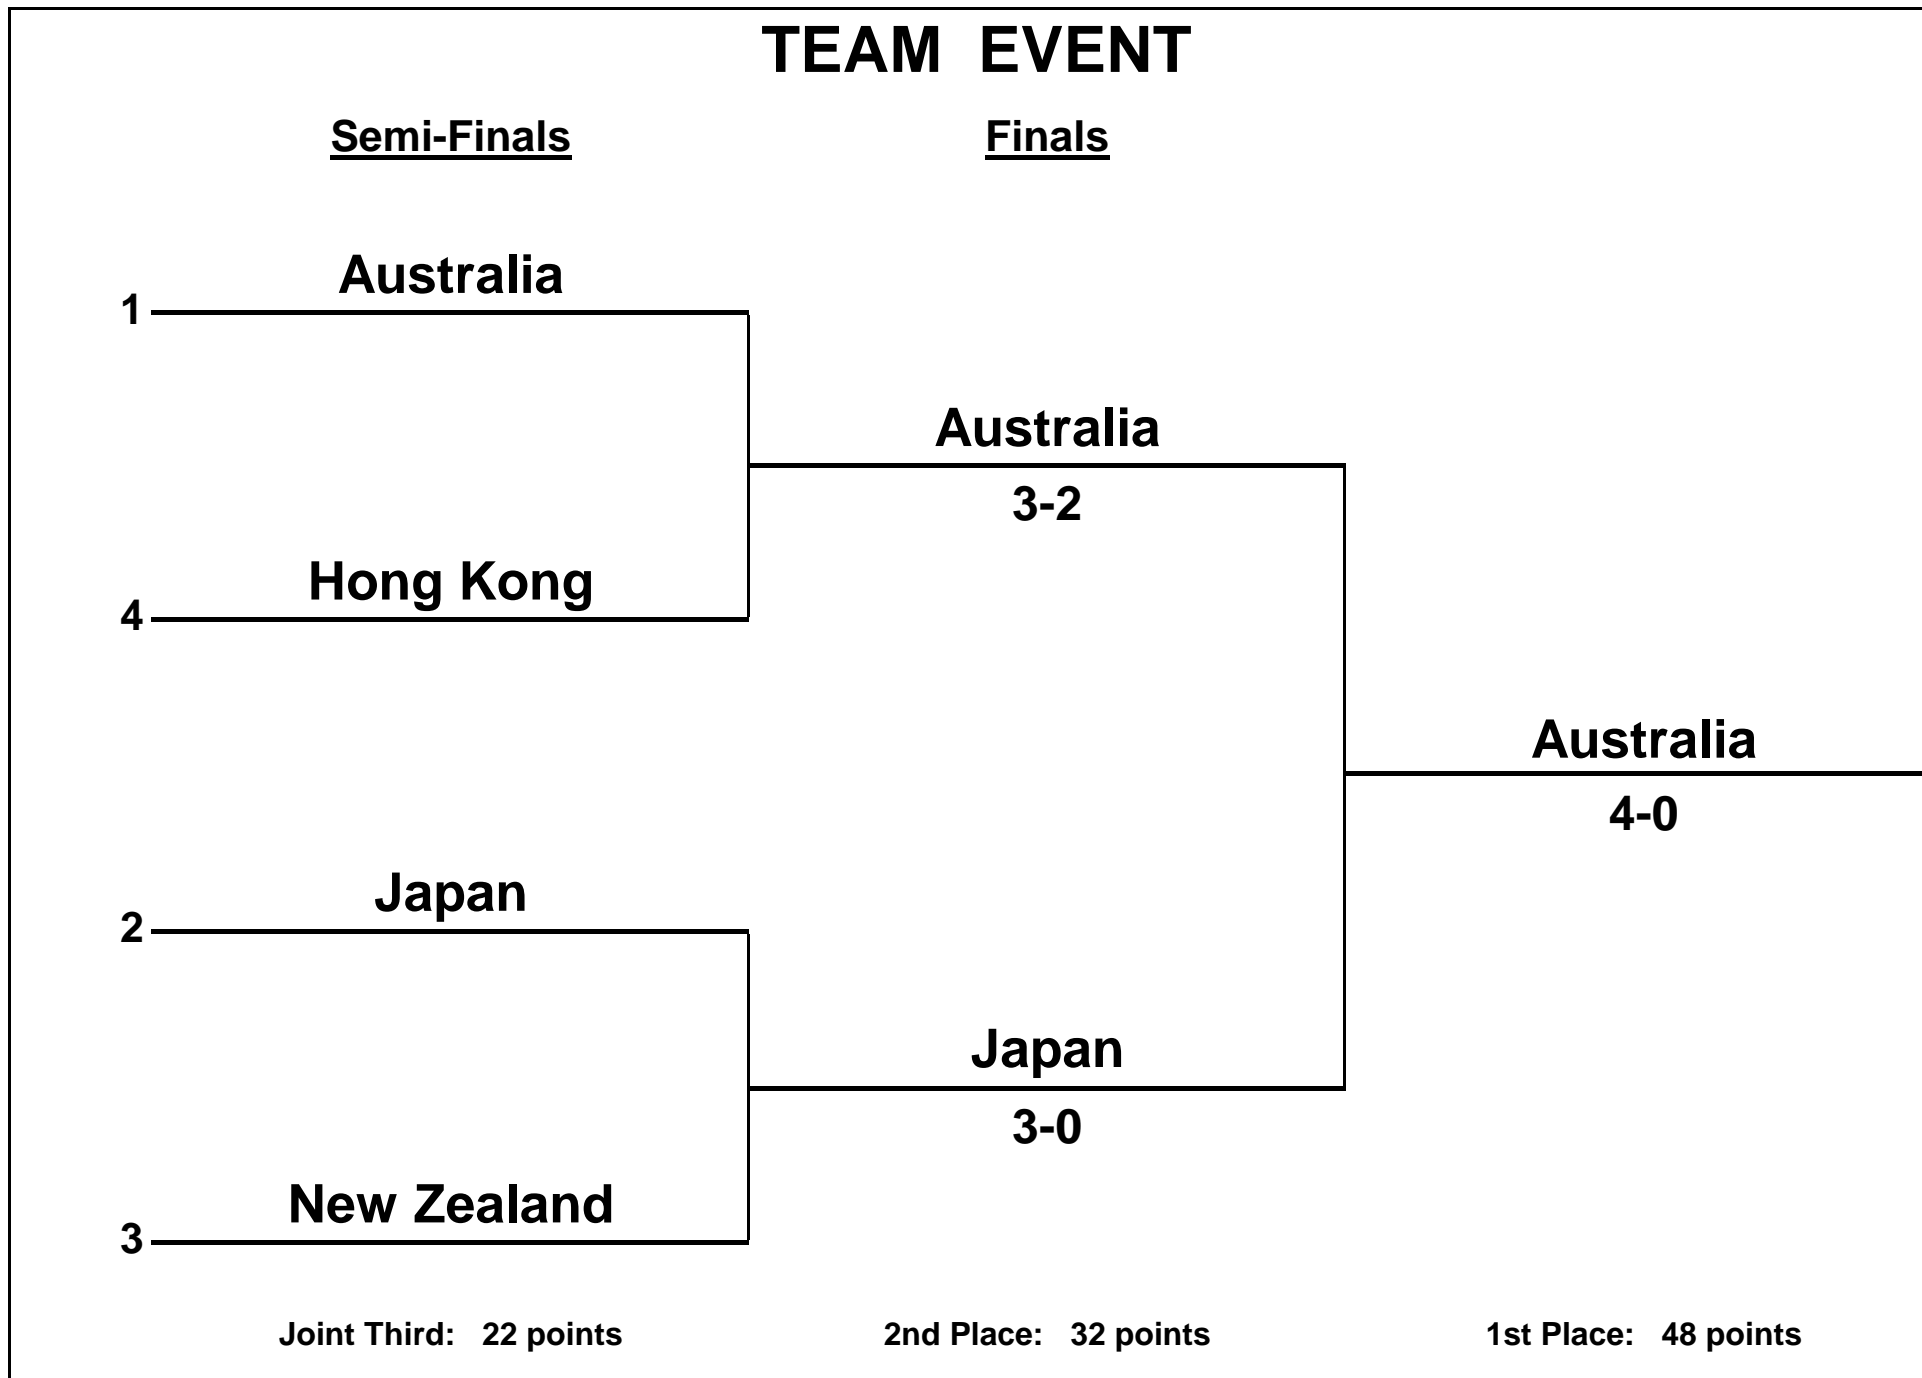 TEAM EVENT
Semi-Finals Finals
Australia
1
Australia
3-2
Hong Kong
4
Australia
4-0
Japan
2
Japan
3-0
New Zealand
3
Joint Third: 22 points 2nd Place: 32 points 1st Place: 48 points